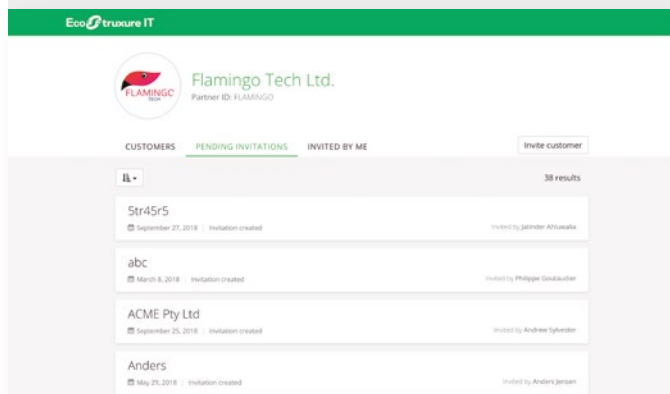 EcoStruxure IT
FLAMINGO
TECH
Flamingo Tech Ltd.
Partner ID: FLAMINGO
CUSTOMERS PENDING INVITATIONS INVITED BY ME Invite customer
38 results
5tr45r5
September 27, 2018 | Invitation created Invited by Jatinder Ahluwalia
abc
March 8, 2018 | Invitation created Invited by Philippe Goutaudier
ACME Pty Ltd
September 25, 2018 | Invitation created Invited by Andrew Sylvester
Anders
May 29, 2018 | Invitation created Invited by Anders Jensen